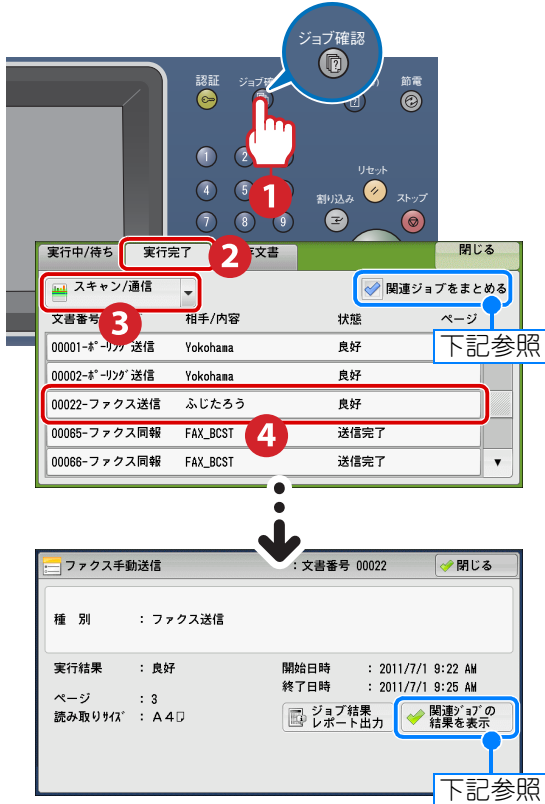 ジョブ確認
認証
節電
1
2
4
5
リセット
割り込み
ストップ
7
8
9
1
実行中/待ち
実行完了
2
文書
閉じる
スキャン/通信
関連ジョブをまとめる
3
文書番号
相手/内容
状態
ページ
下記参照
00001-ﾎﾟｰﾘﾝｸﾞ送信 Yokohama 良好
00002-ﾎﾟｰﾘﾝｸﾞ送信 Yokohama 良好
00022-ファクス送信 ふじたろう 良好
4
00065-ファクス同報 FAX_BCST 送信完了
00066-ファクス同報 FAX_BCST 送信完了
ファクス手動送信 : 文書番号 00022 閉じる
種 別 : ファクス送信
実行結果 : 良好
開始日時 : 2011/7/1 9:22 AM
終了日時 : 2011/7/1 9:25 AM
ページ : 3
読み取りｻｲｽﾞ : A4
ジョブ結果
レポート出力
関連ｼﾞｮﾌﾞの
結果を表示
下記参照